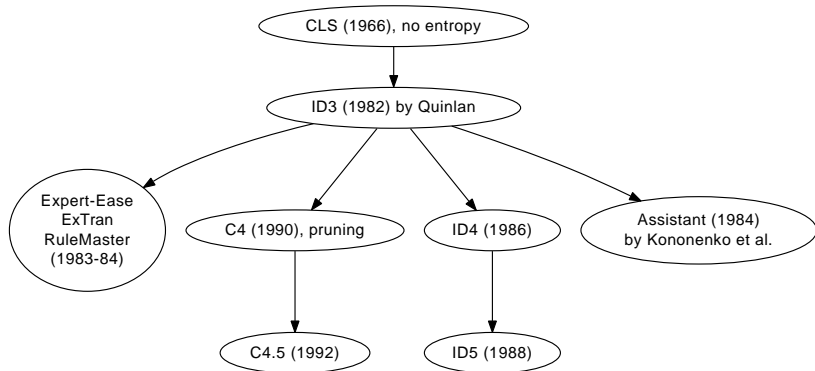 CLS (1966), no entropy
ID3 (1982) by Quinlan
Expert-Ease
ExTran
RuleMaster
(1983-84)
C4 (1990), pruning
ID4 (1986)
Assistant (1984)
by Kononenko et al.
C4.5 (1992)
ID5 (1988)